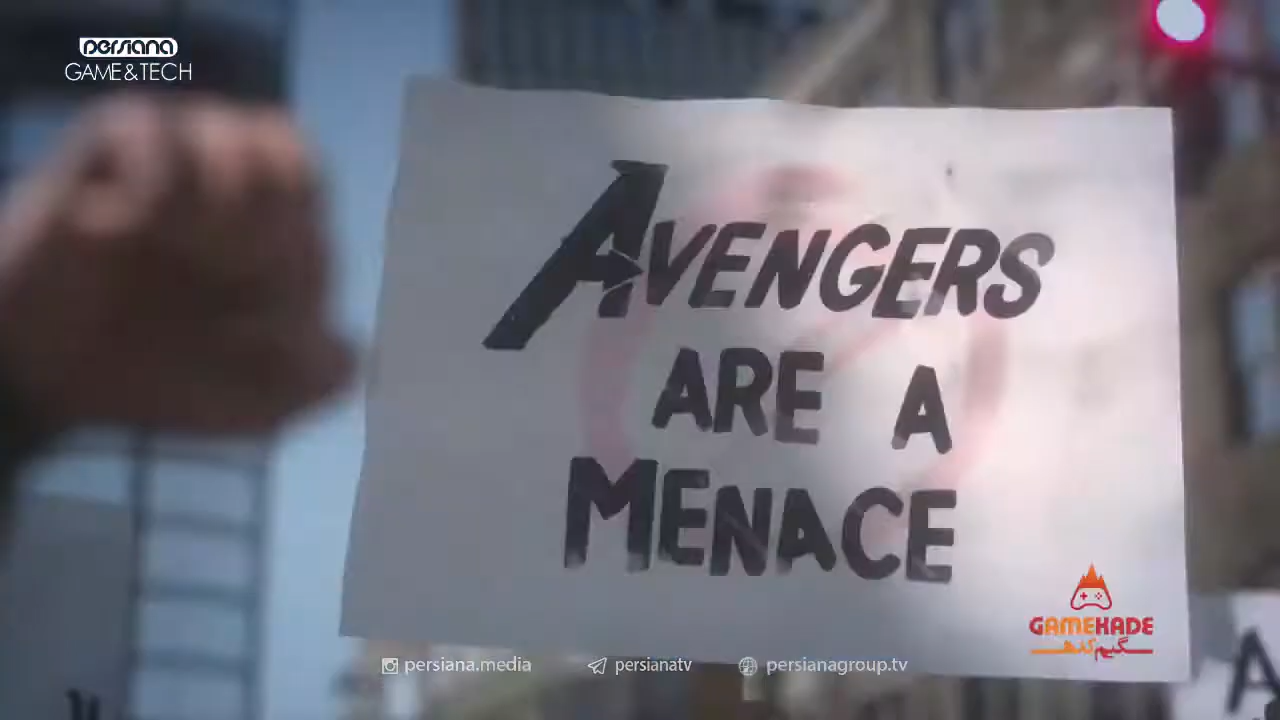 persiana
GAME&TECH
AVENGERS
ARE A
MENACE
GAMEKADE
گیم‌کده
persiana.media
persianatv
persianagroup.tv
A